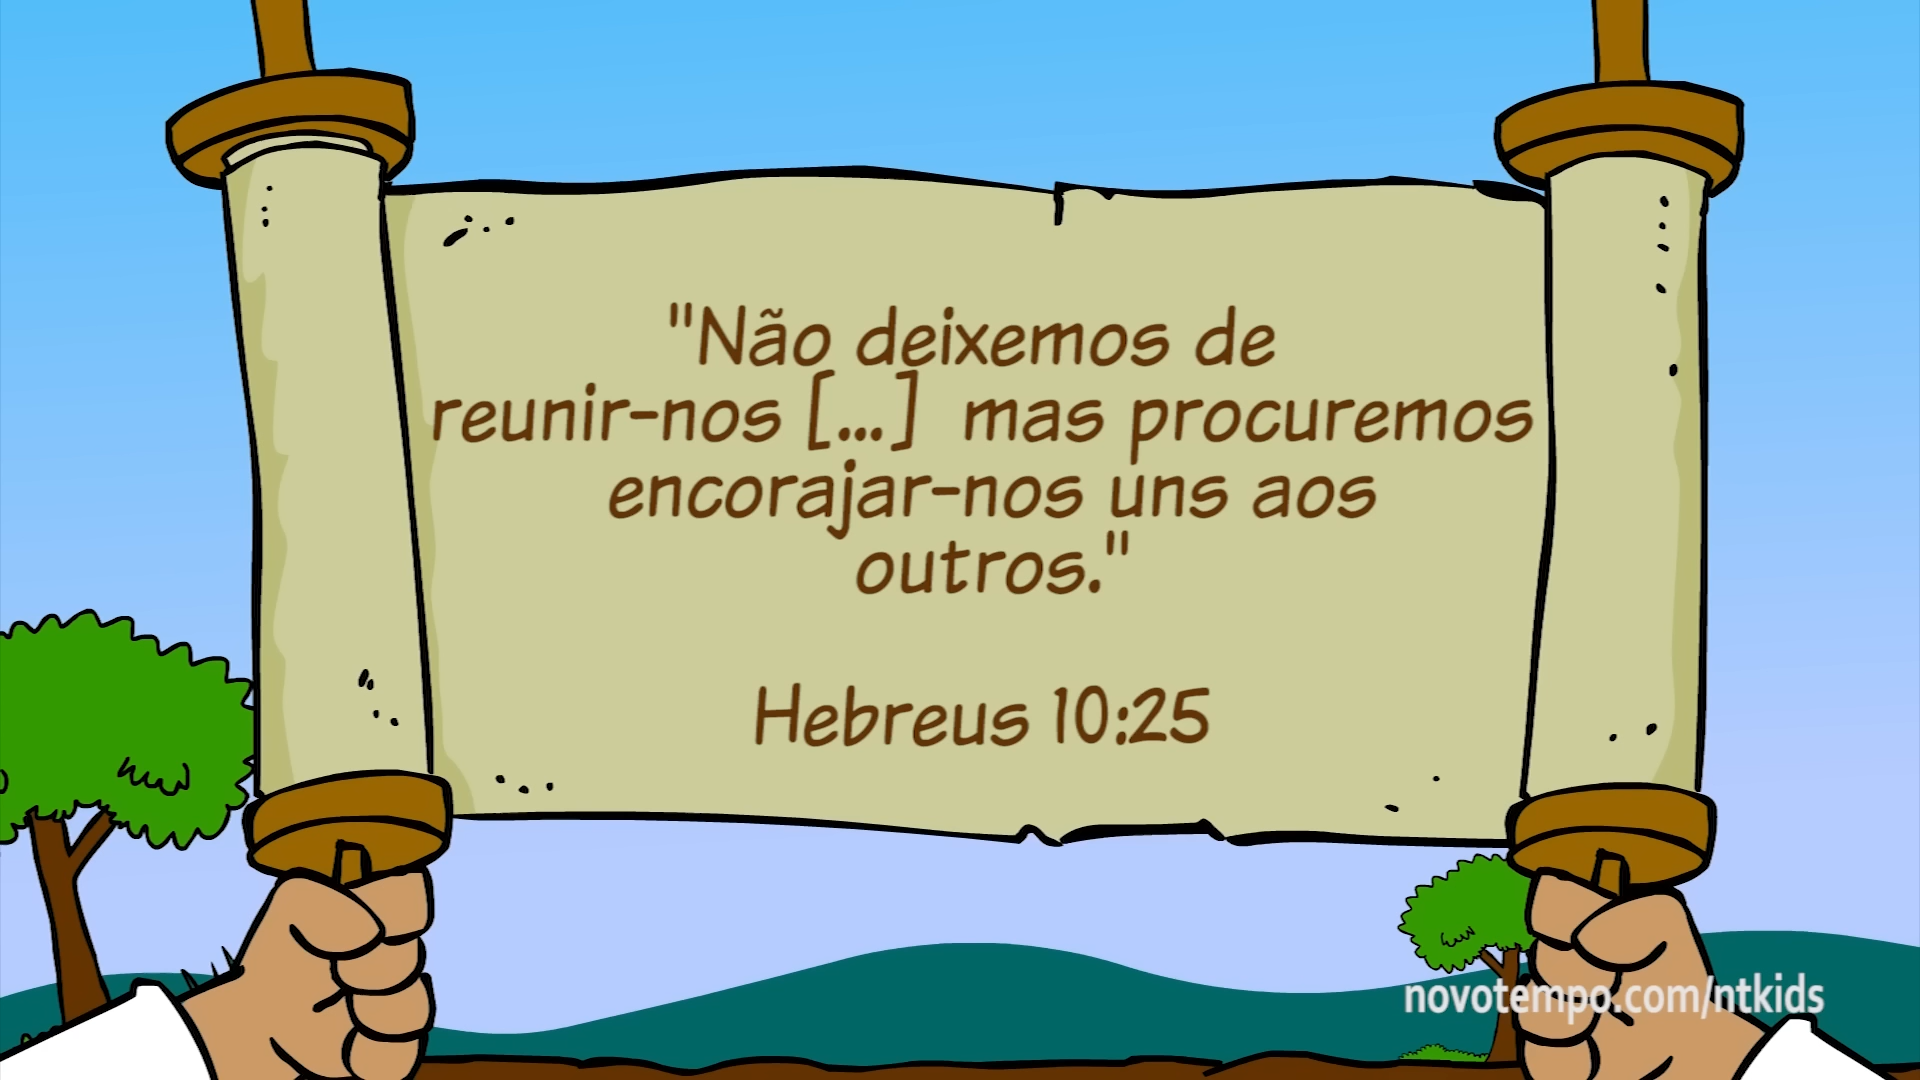 "Não deixemos de
reunir-nos [...] mas procuremos
encorajar-nos uns aos
outros."
Hebreus 10:25
novotempo.com/ntkids